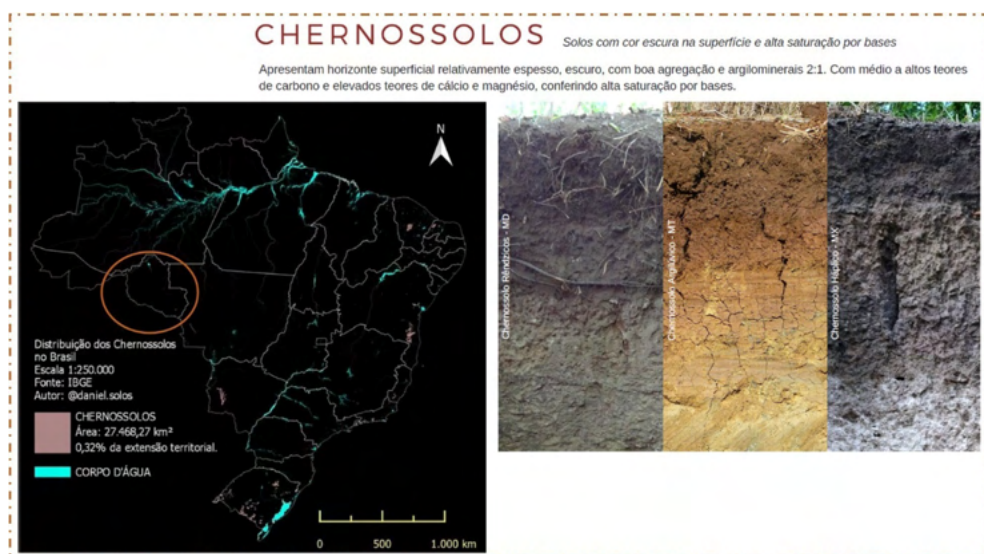 CHERNOSSOLOS
Solos com cor escura na superfície e alta saturação por bases
Apresentam horizonte superficial relativamente espesso, escuro, com boa agregação e argilominerais 2:1. Com médio a altos teores
de carbono e elevados teores de cálcio e magnésio, conferindo alta saturação por bases.
N
Distribuição dos Chernossolos
no Brasil
Escala 1:250.000
Fonte: IBGE
Autor: @daniel.solos
CHERNOSSOLOS
Área: 27.468,27 km²
0,32% da extensão territorial.
CORPO D'ÁGUA
0 500 1.000 km
Chernossolo Rêndzicos - MD
Chernossolo Argilúvico - MT
Chernossolo Háplico - MX